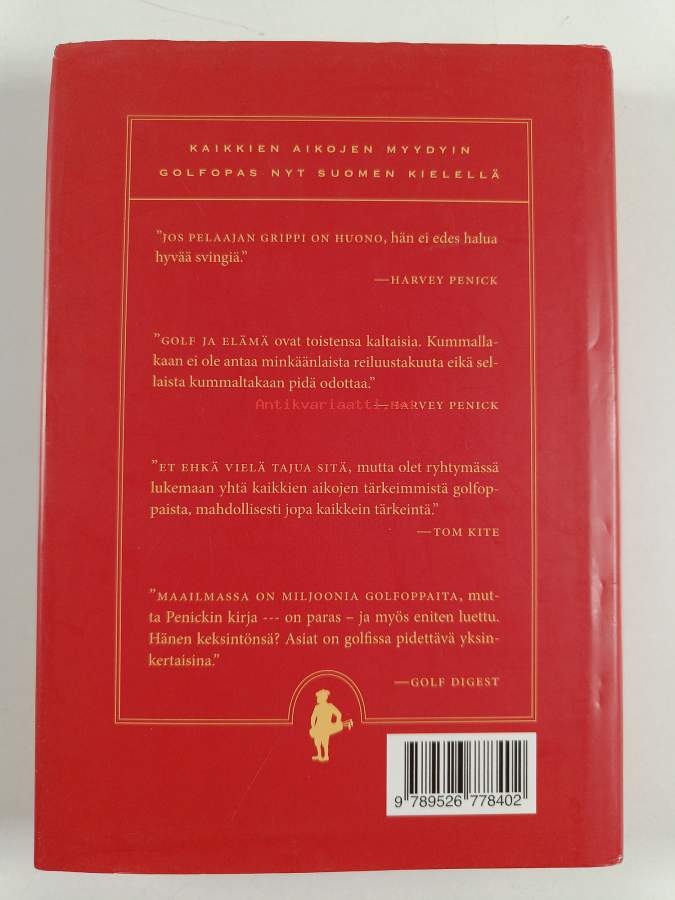 KAIKKIEN AIKOJEN MYYDYIN
GOLFOPAS NYT SUOMEN KIELELLÄ
”JOS PELAAJAN GRIPPI ON HUONO, hän ei edes halua
hyvää svingiä.”
—HARVEY PENICK
”GOLF JA ELÄMÄ ovat toistensa kaltaisia. Kummalla-
kaan ei ole antaa minkäänlaista reiluustakuuta eikä sel-
laista kummaltakaan pidä odottaa.”
Antikvariaatti.net
—HARVEY PENICK
”ET EHKÄ VIELÄ TAJUA SITÄ, mutta olet ryhtymässä
lukemaan yhtä kaikkien aikojen tärkeimmistä golfop-
paista, mahdollisesti jopa kaikkein tärkeintä.”
—TOM KITE
”MAAILMASSA ON MILJOONIA GOLFOPPAITA, mut-
ta Penickin kirja --- on paras – ja myös eniten luettu.
Hänen keksintönsä? Asiat on golfissa pidettävä yksin-
kertaisina.”
—GOLF DIGEST
9 789526 778402